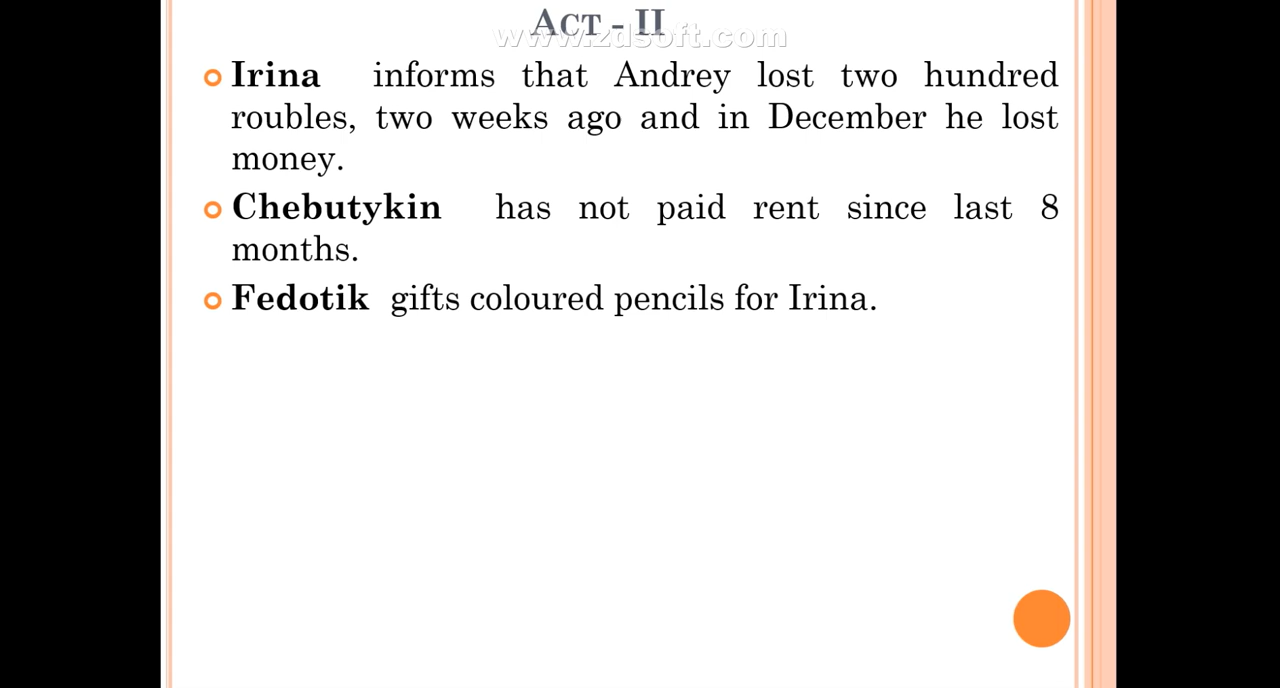 Act - II
www.zdsoft.com
Irina informs that Andrey lost two hundred
roubles, two weeks ago and in December he lost
money.
Chebutykin has not paid rent since last 8
months.
Fedotik gifts coloured pencils for Irina.